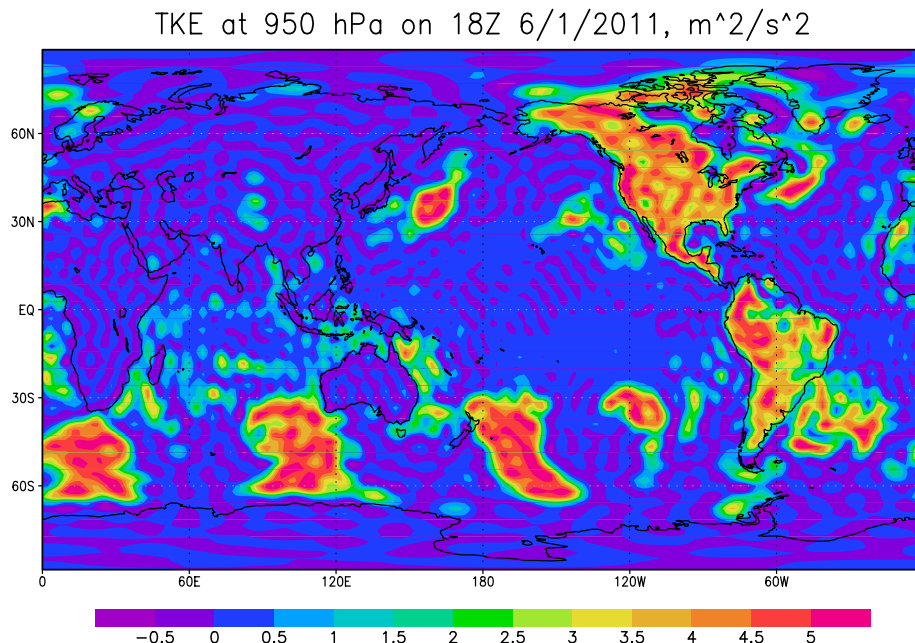 TKE at 950 hPa on 18Z 6/1/2011, m^2/s^2
60N
30N
EQ
30S
60S
0 60E 120E 180 120W 60W
−0.5 0 0.5 1 1.5 2 2.5 3 3.5 4 4.5 5